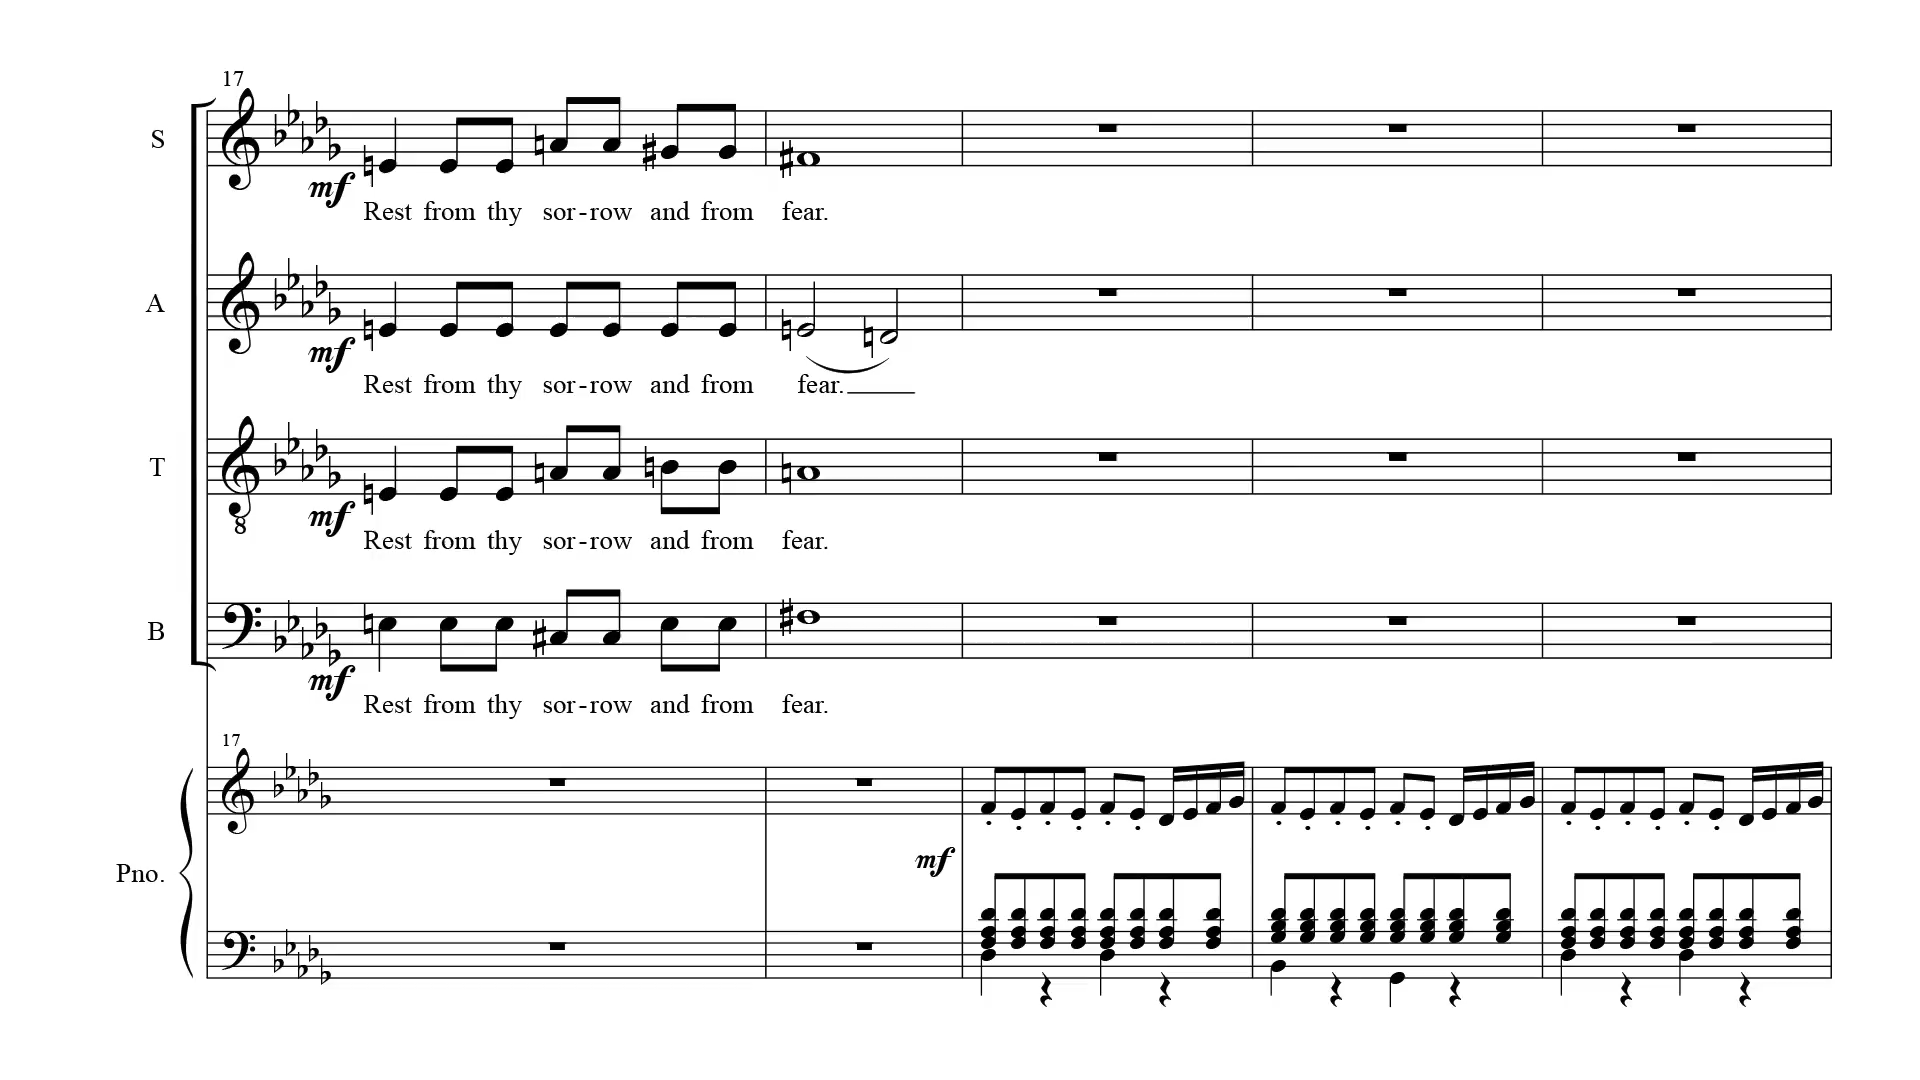 17
S
mf
Rest from thy sor-row and from fear.
A
mf
Rest from thy sor-row and from fear.
T
8
mf
Rest from thy sor-row and from fear.
B
mf
Rest from thy sor-row and from fear.
17
Pno.
mf